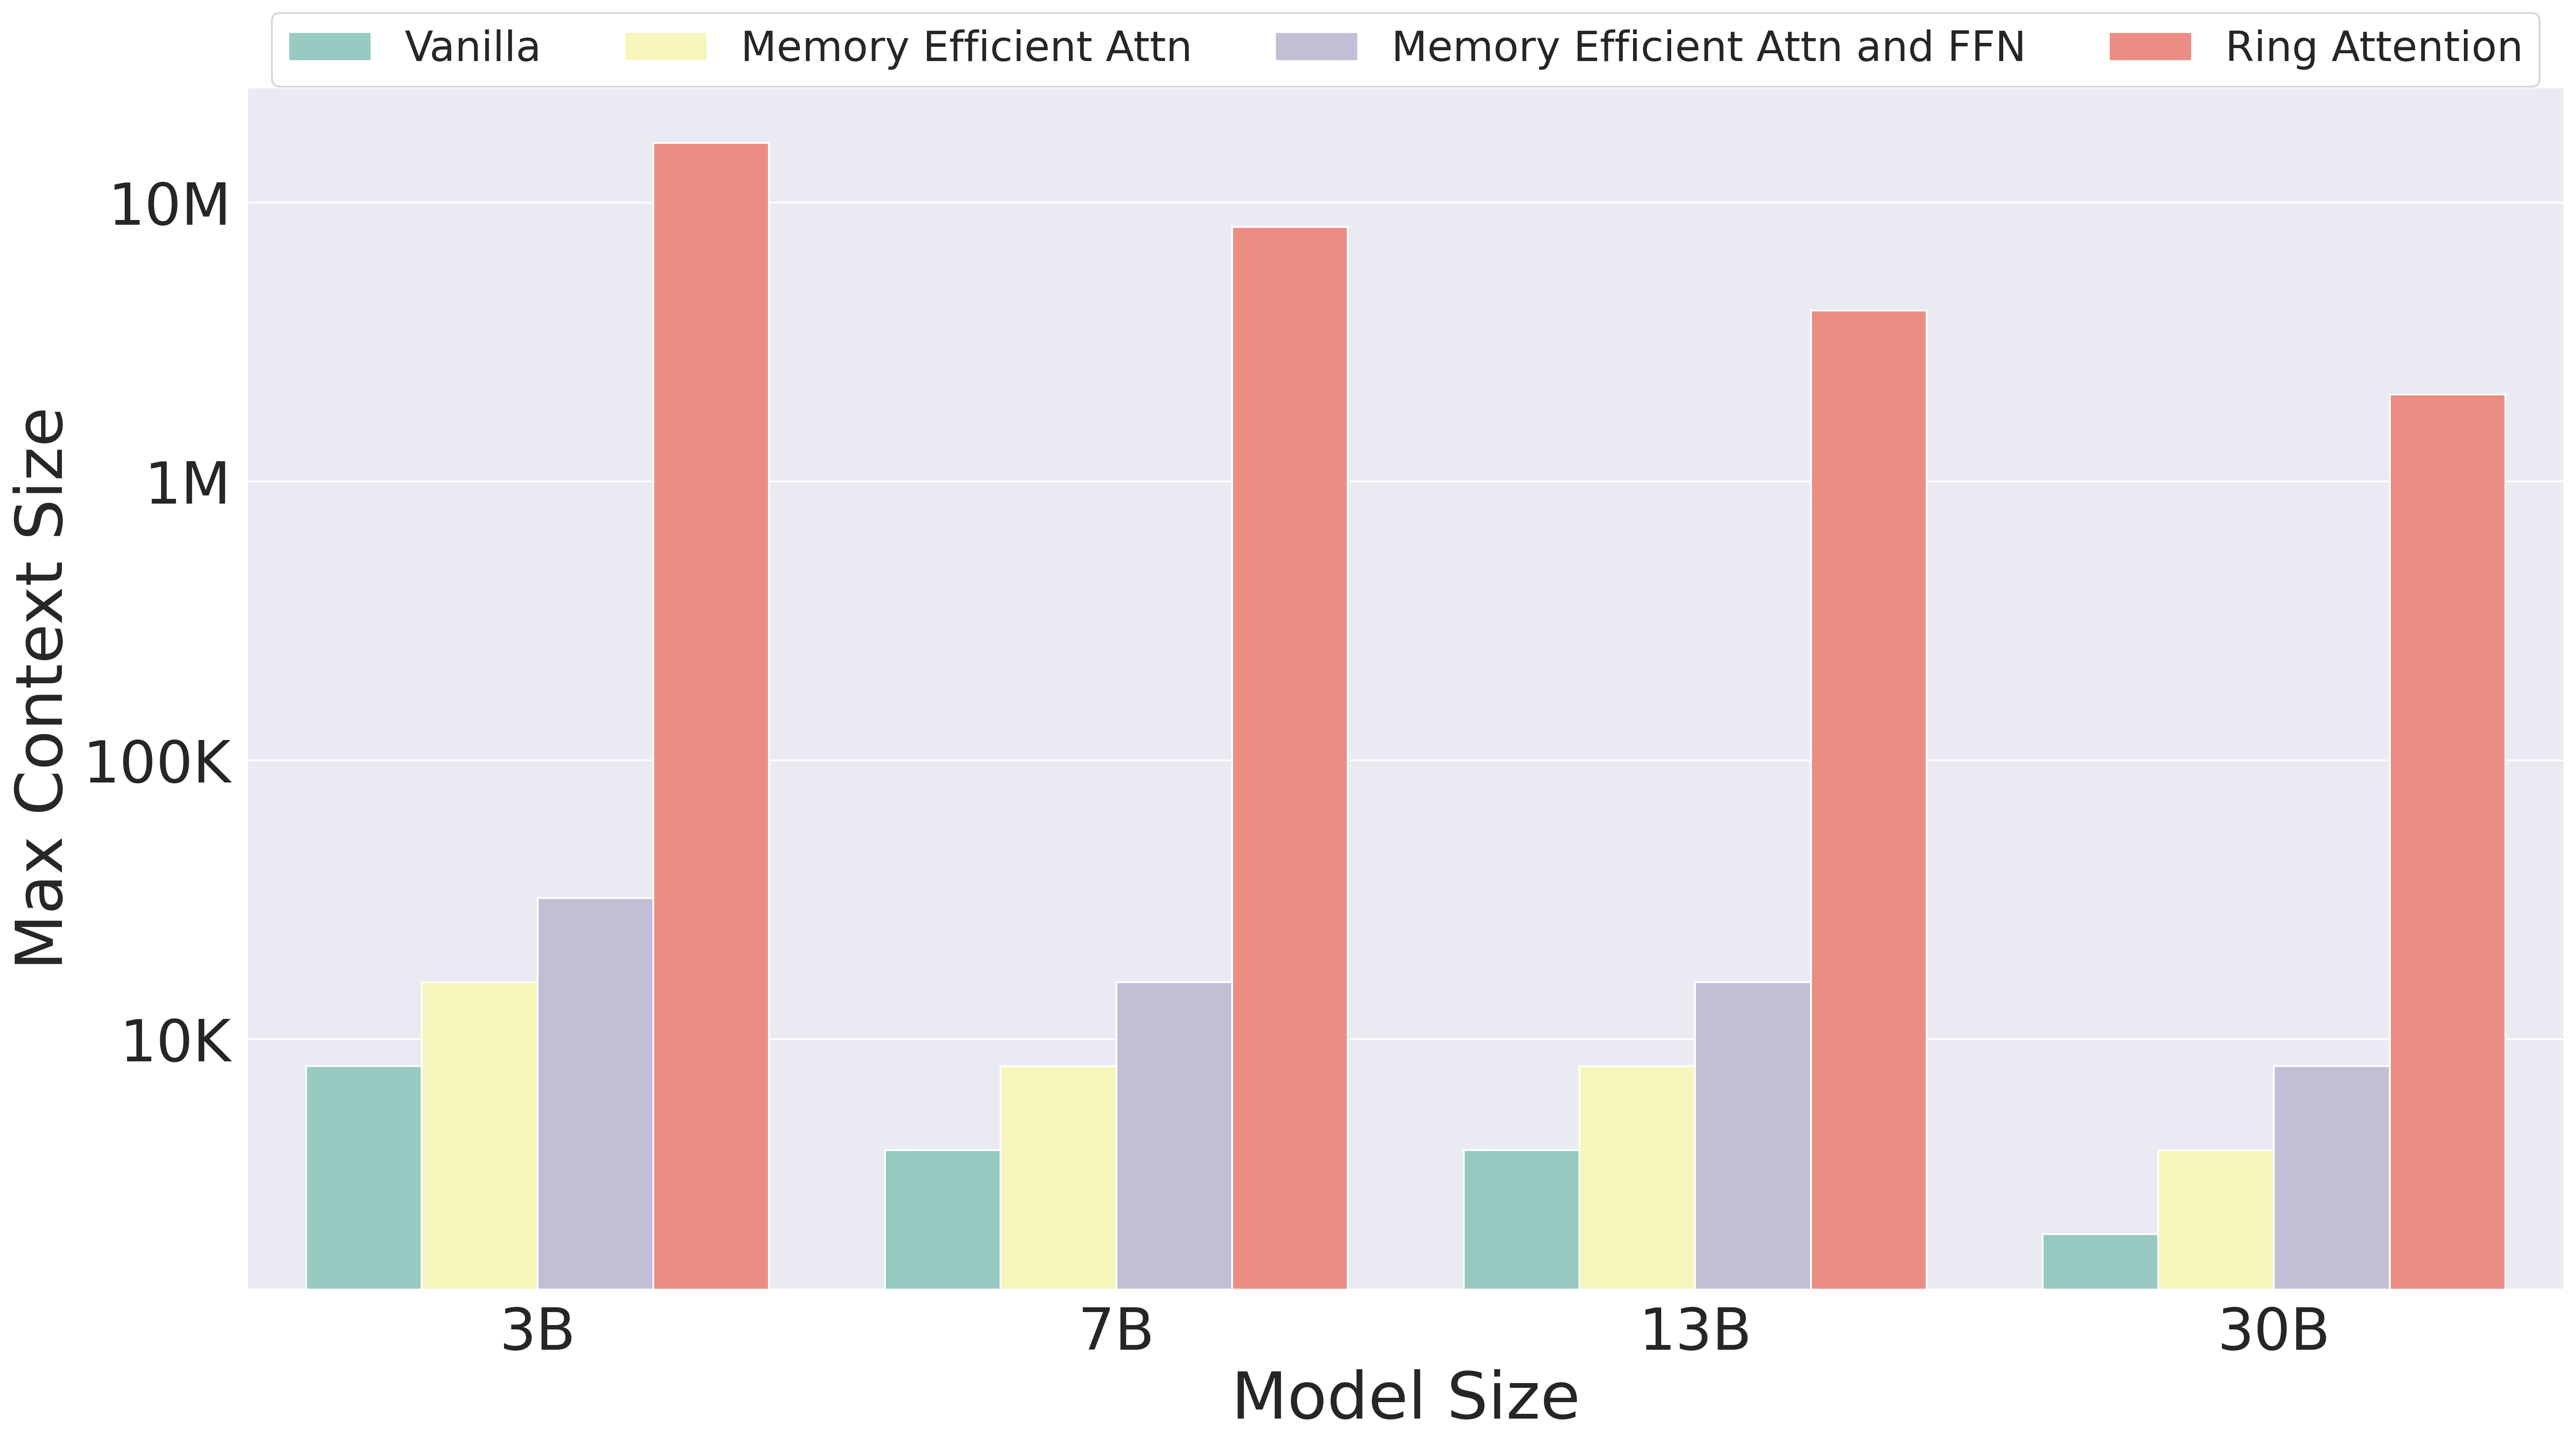 Vanilla Memory Efficient Attn Memory Efficient Attn and FFN Ring Attention
Max Context Size
10M
1M
100K
10K
3B 7B 13B 30B
Model Size